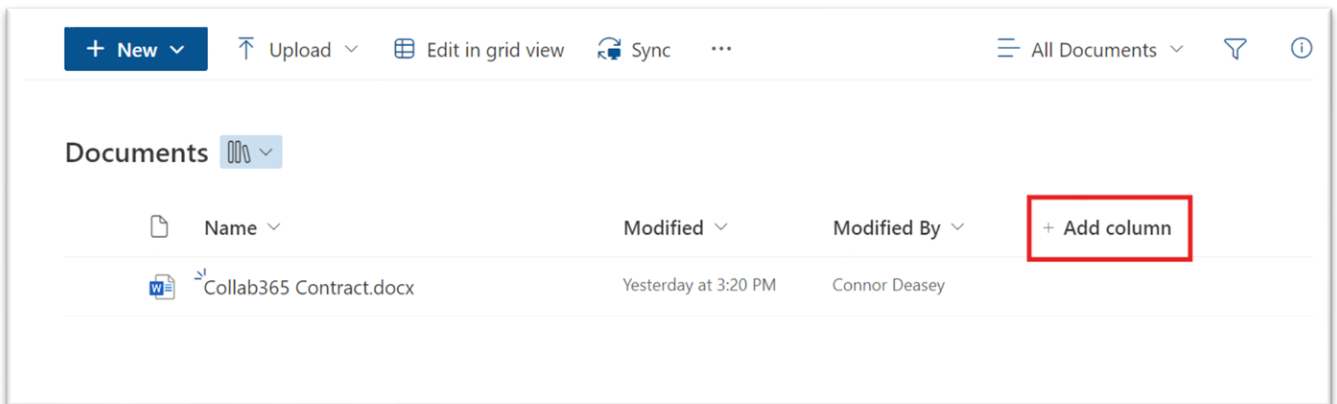 + New Upload Edit in grid view Sync ... All Documents
Documents
Name Modified Modified By + Add column
Collab365 Contract.docx Yesterday at 3:20 PM Connor Deasey